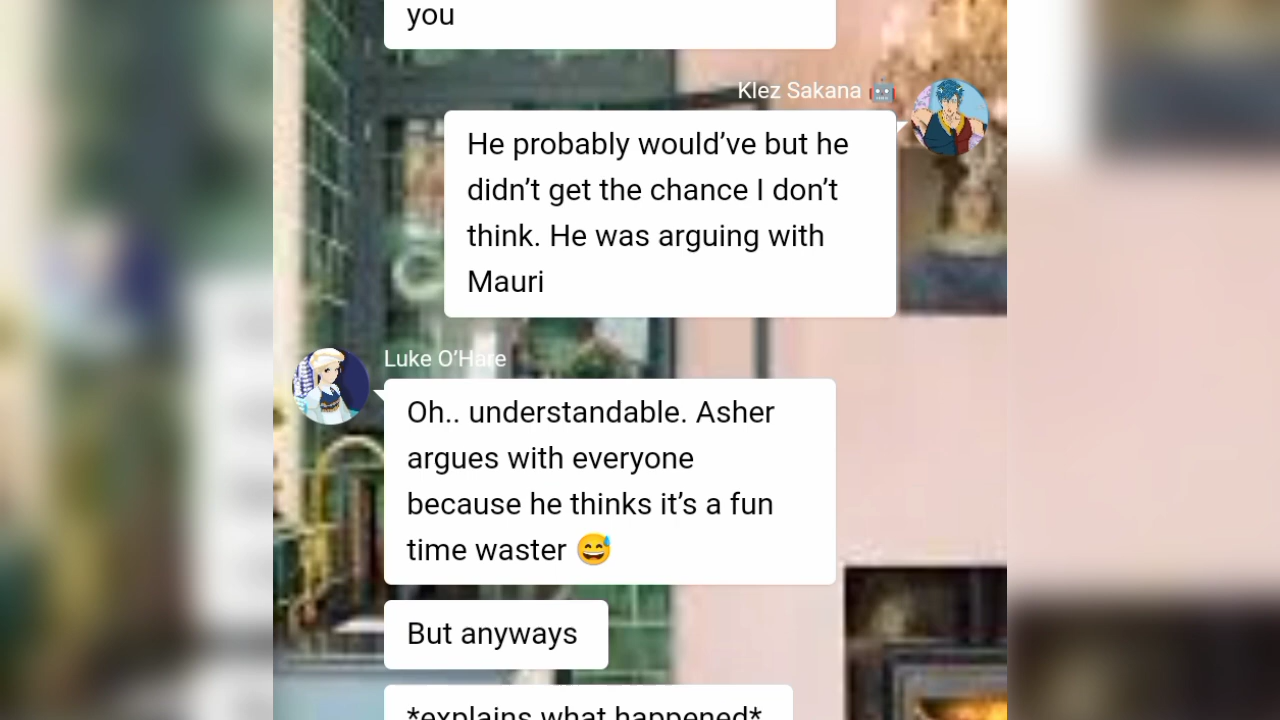 you
Klez Sakana 🤖
He probably would’ve but he
didn’t get the chance I don’t
think. He was arguing with
Mauri
Luke O’Hare
Oh.. understandable. Asher
argues with everyone
because he thinks it’s a fun
time waster 😅
But anyways
*explains what happened*